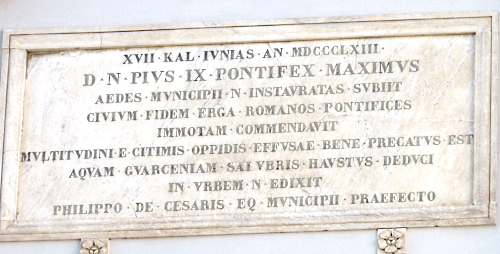 XVII · KAL · IVNIAS · AN · MDCCCLXIII ·
D · N · PIVS · IX · PONTIFEX · MAXIMVS
AEDES · MVNICIPII · N · INSTAVRATAS · SVBIIT
CIVIVM · FIDEM · ERGA · ROMANOS · PONTIFICES
IMMOTAM · COMMENDAVIT
MVLTITVDINI · E · CITIMIS · OPPIDIS · EFFVSAE · BENE · PRECATVS · EST
AQVAM · GVARCENIAM · SALVBRIS · HAVSTVS · DEDVCI
IN · VRBEM · N · EDIXIT
PHILIPPO · DE · CESARIS · EQ · MVNICIPII · PRAEFECTO